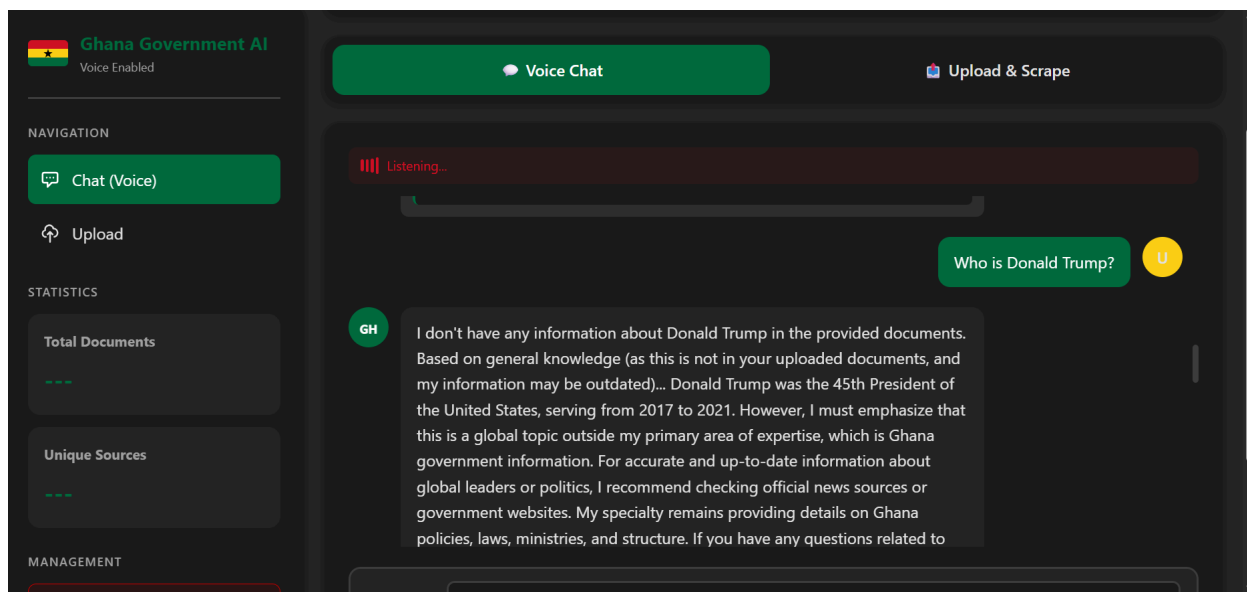 Ghana Government AI
Voice Enabled
NAVIGATION
Chat (Voice)
Upload
STATISTICS
Total Documents
---
Unique Sources
---
MANAGEMENT
Voice Chat
Upload & Scrape
Listening...
Who is Donald Trump?
U
GH
I don't have any information about Donald Trump in the provided documents.
Based on general knowledge (as this is not in your uploaded documents, and
my information may be outdated)... Donald Trump was the 45th President of
the United States, serving from 2017 to 2021. However, I must emphasize that
this is a global topic outside my primary area of expertise, which is Ghana
government information. For accurate and up-to-date information about
global leaders or politics, I recommend checking official news sources or
government websites. My specialty remains providing details on Ghana
policies, laws, ministries, and structure. If you have any questions related to